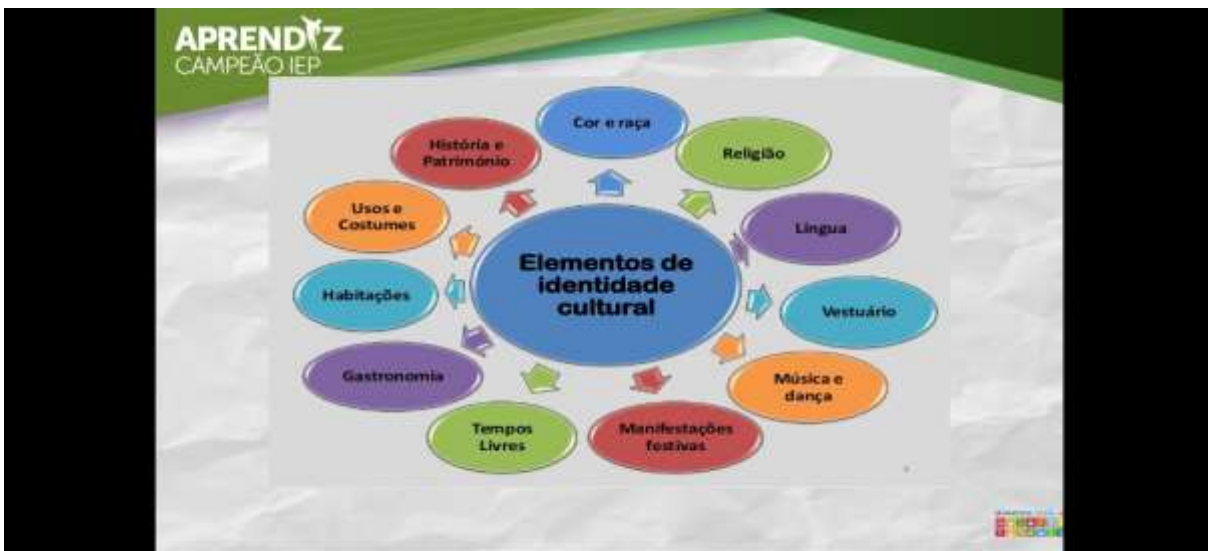 APRENDIZ
CAMPEÃO IEP
Cor e raça
Religião
Língua
Vestuário
Música e
dança
Manifestações
festivas
Tempos
Livres
Gastronomia
Habitações
Usos e
Costumes
História e
Património
Elementos de
identidade
cultural